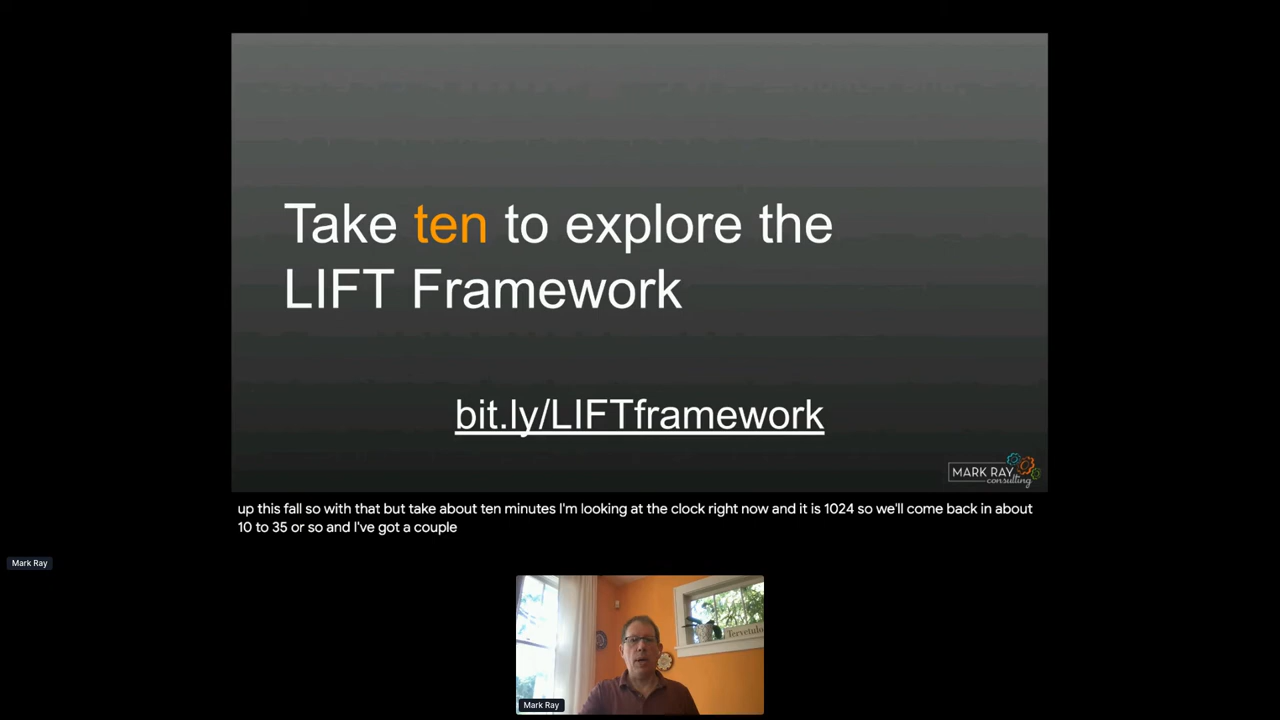 Take ten to explore the
LIFT Framework
bit.ly/LIFTframework
MARK RAY
consulting
up this fall so with that but take about ten minutes I'm looking at the clock right now and it is 1024 so we'll come back in about
10 to 35 or so and I've got a couple
Mark Ray
Tervetuloa
Mark Ray